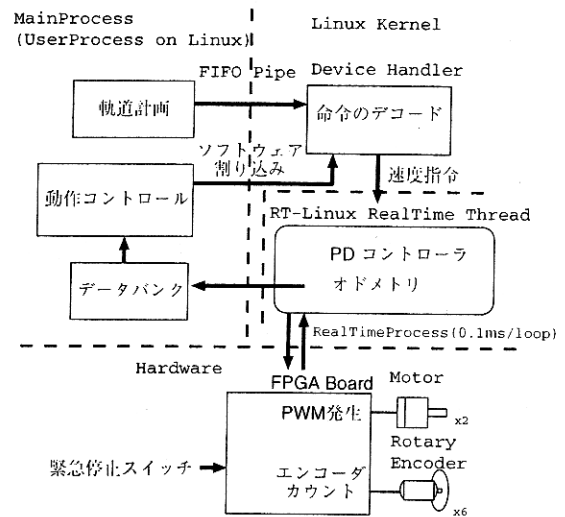 MainProcess
(UserProcess on Linux)
Linux Kernel
FIFO Pipe
Device Handler
軌道計画
命令のデコード
ソフトウェア
割り込み
速度指令
動作コントロール
RT-Linux RealTime Thread
PDコントローラ
オドメトリ
データバンク
RealTimeProcess(0.1ms/loop)
Hardware
FPGA Board
Motor
PWM発生
x2
Rotary
Encoder
緊急停止スイッチ
エンコーダ
カウント
x6